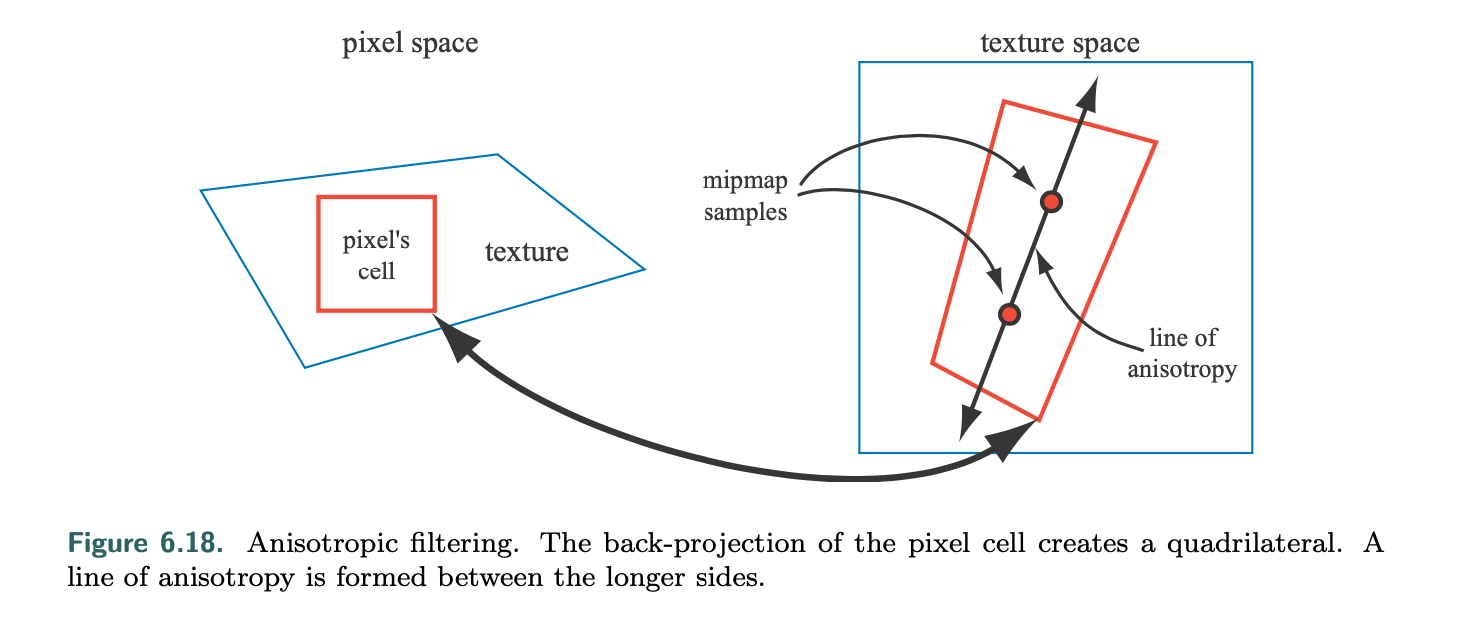 pixel space
texture space
pixel's
cell
texture
mipmap
samples
line of
anisotropy
Figure 6.18. Anisotropic filtering. The back-projection of the pixel cell creates a quadrilateral. A
line of anisotropy is formed between the longer sides.